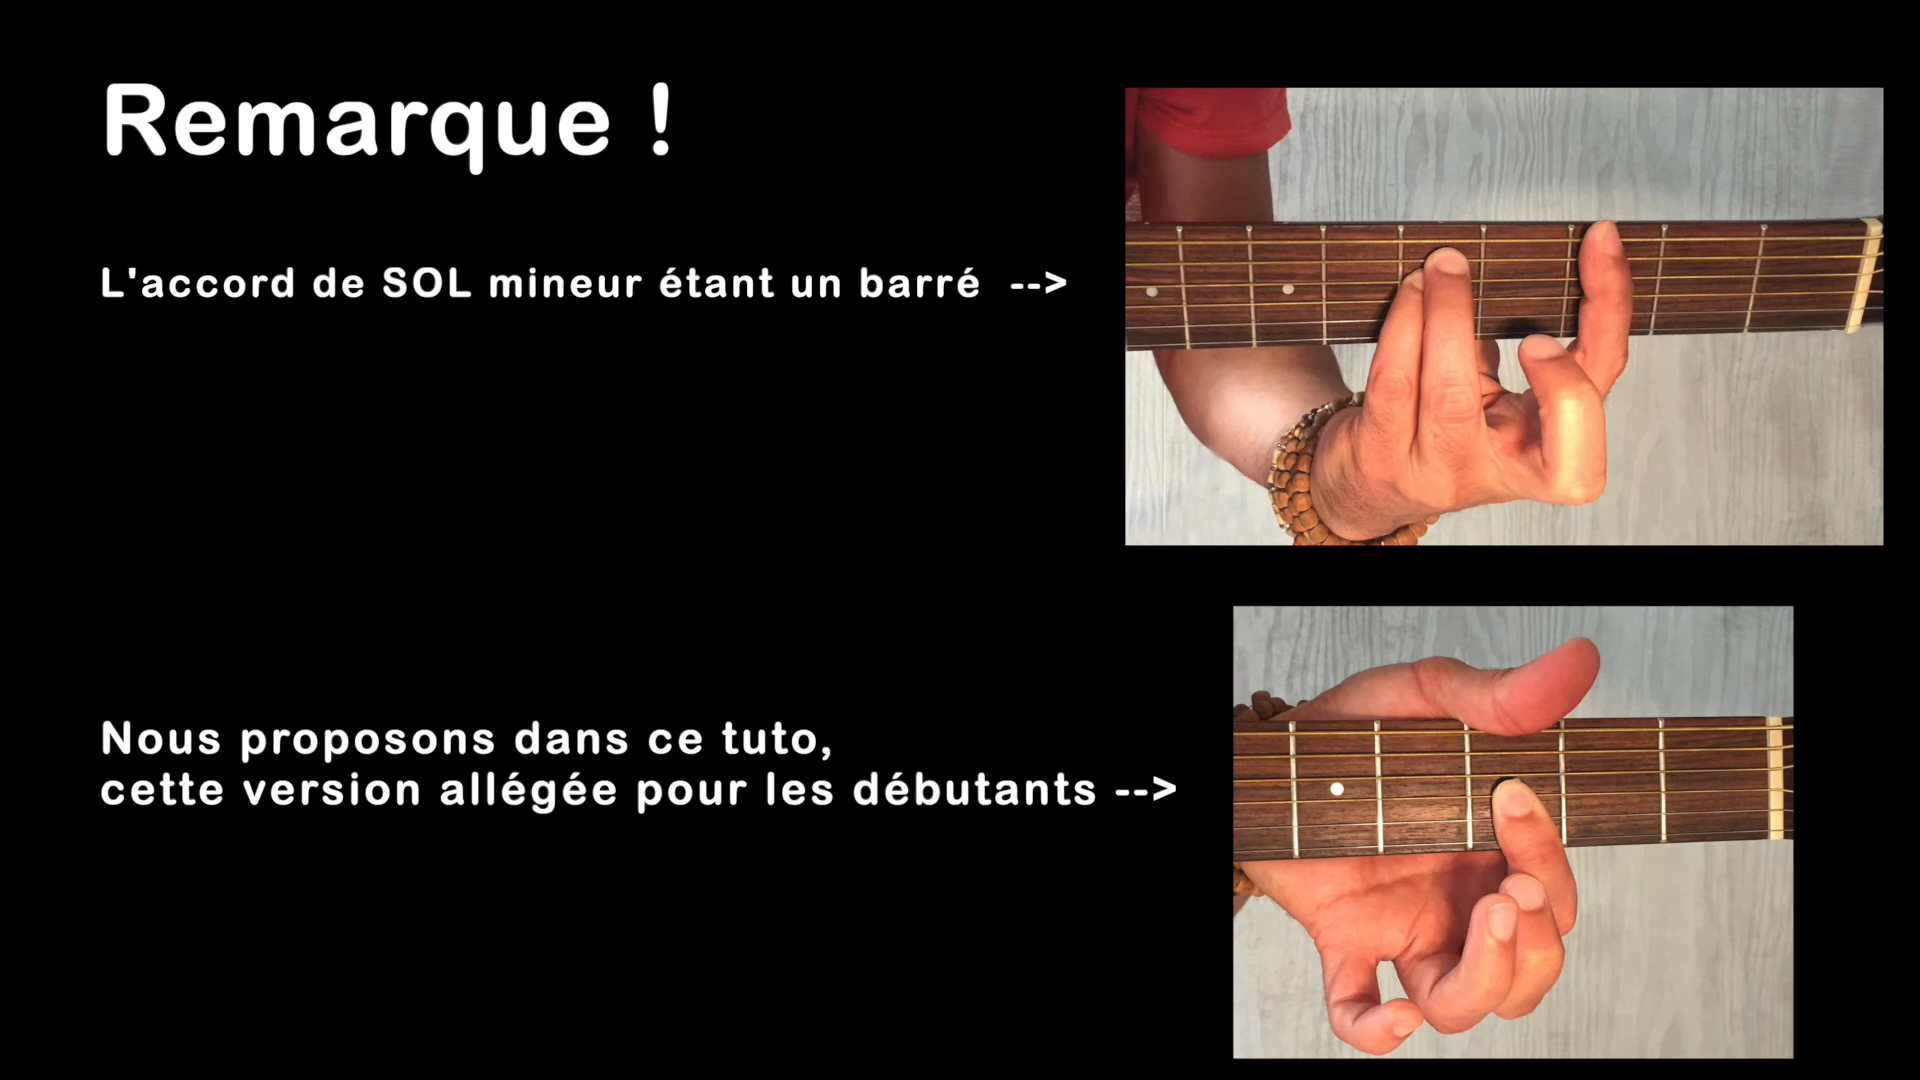 Remarque !
L'accord de SOL mineur étant un barré -->
Nous proposons dans ce tuto,
cette version allégée pour les débutants -->